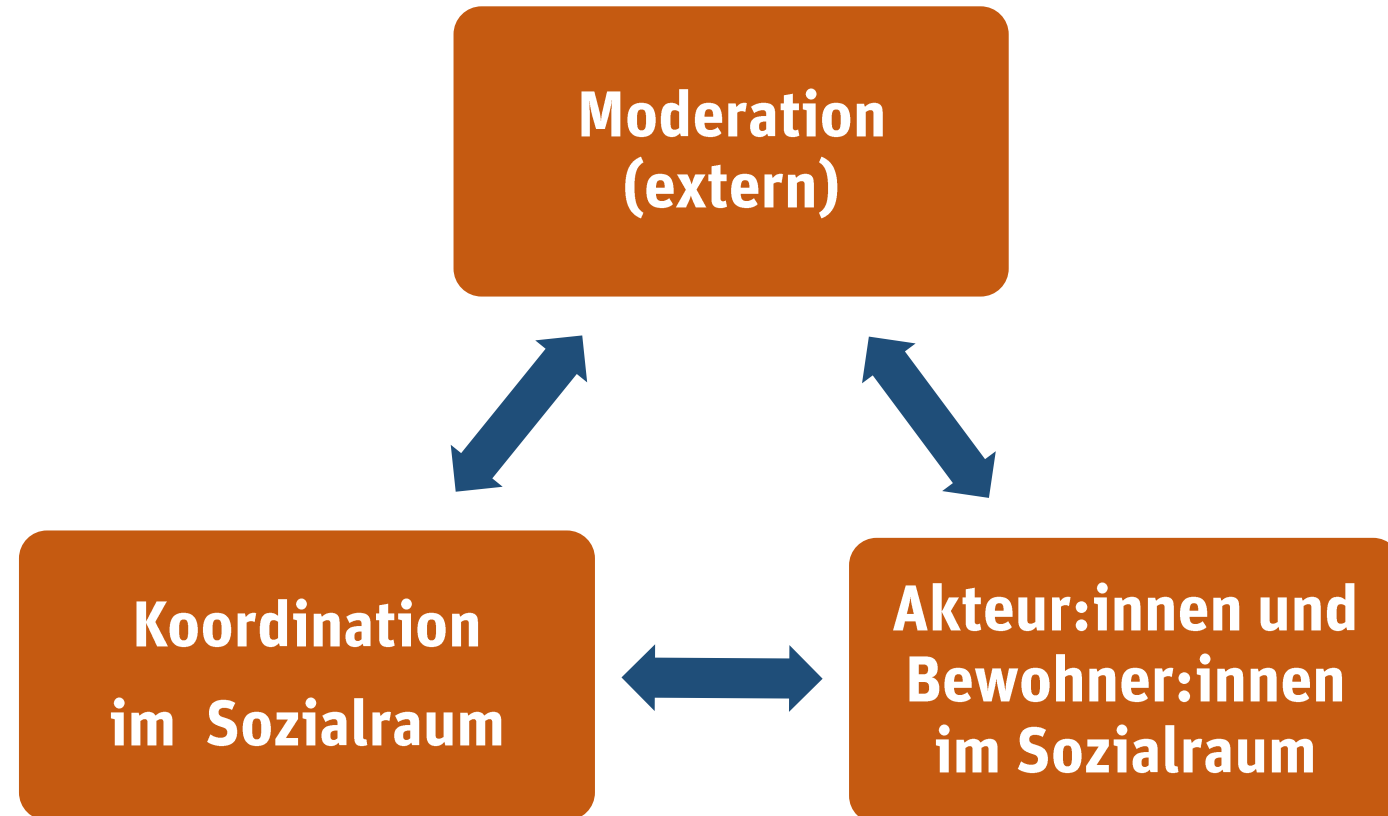 Moderation
(extern)
Koordination
im Sozialraum
Akteur:innen und
Bewohner:innen
im Sozialraum